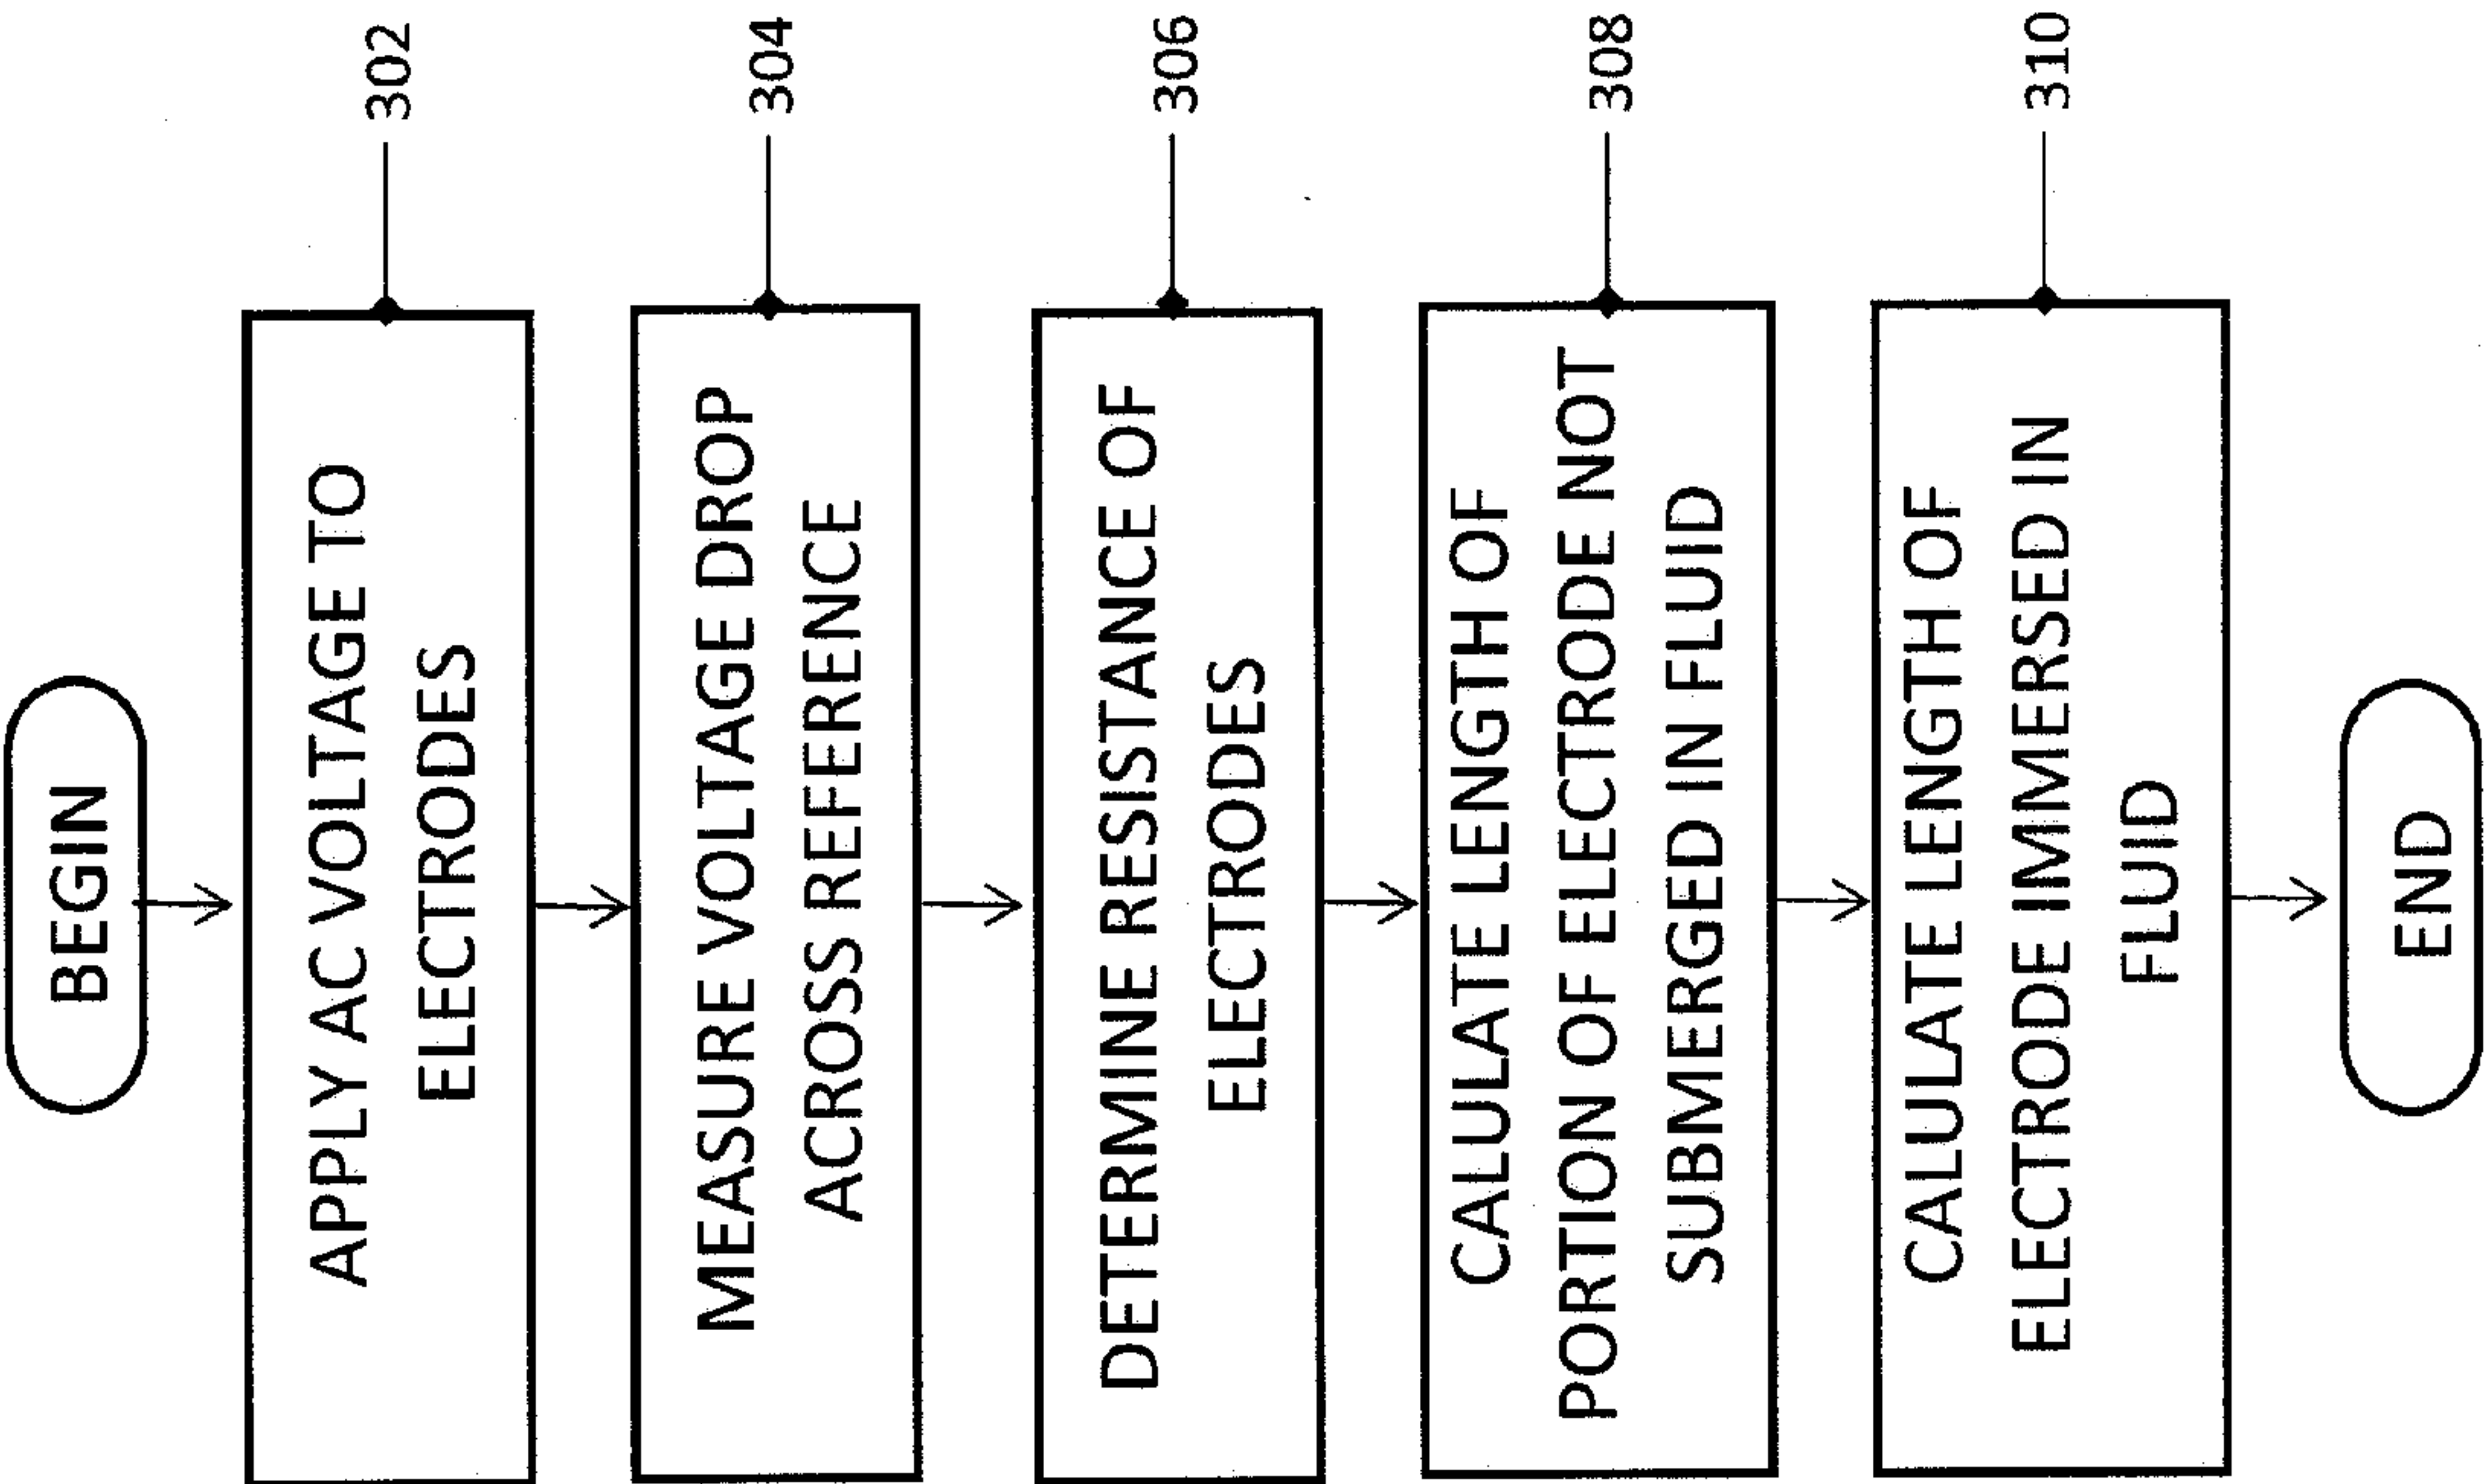 BEGIN
APPLY AC VOLTAGE TO
ELECTRODES
302
MEASURE VOLTAGE DROP
ACROSS REFERENCE
304
DETERMINE RESISTANCE OF
ELECTRODES
306
CALULATE LENGTH OF
PORTION OF ELECTRODE NOT
SUBMERGED IN FLUID
308
CALULATE LENGTH OF
ELECTRODE IMMERSED IN
FLUID
310
END